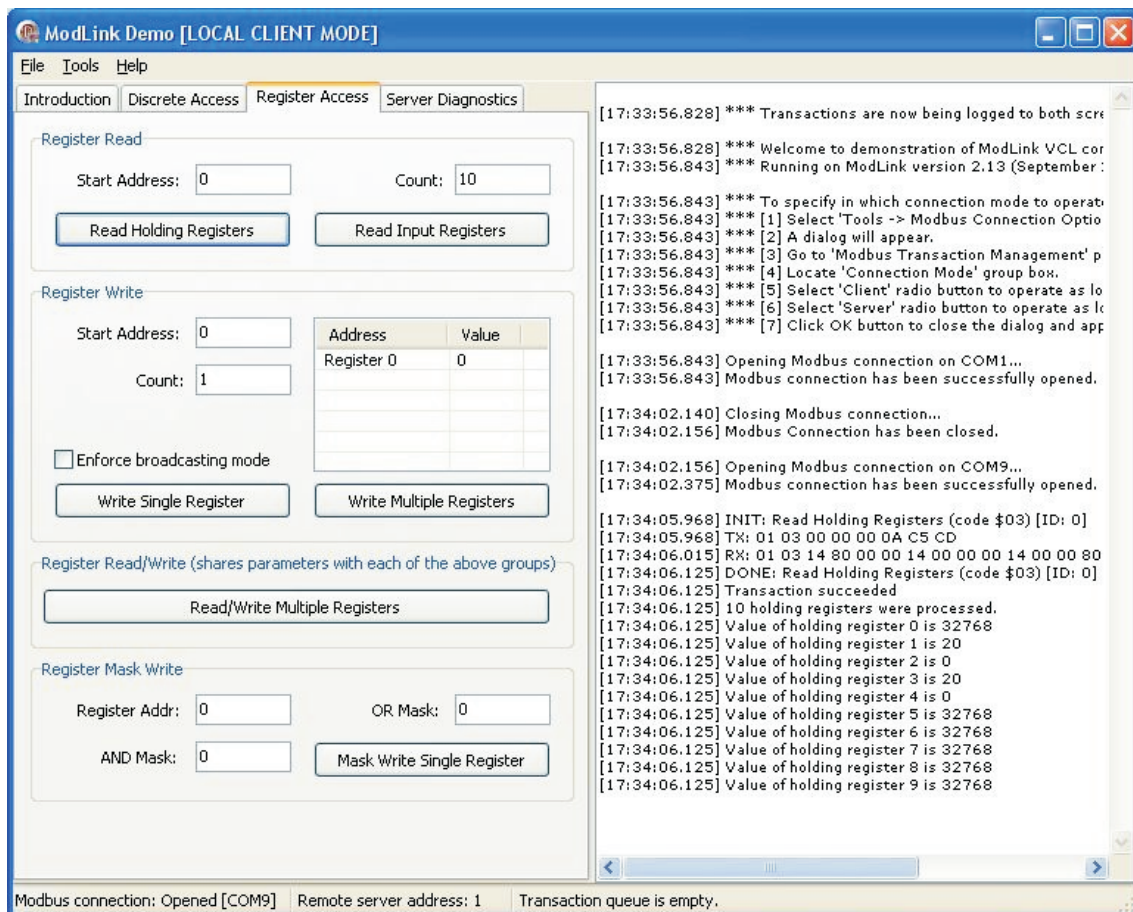 ModLink Demo [LOCAL CLIENT MODE]
File Tools Help
Introduction Discrete Access Register Access Server Diagnostics
Register Read
Start Address: 0 Count: 10
Read Holding Registers Read Input Registers
Register Write
Start Address: 0
Count: 1
Address Value
Register 0 0
Enforce broadcasting mode
Write Single Register Write Multiple Registers
Register Read/Write (shares parameters with each of the above groups)
Read/Write Multiple Registers
Register Mask Write
Register Addr: 0 OR Mask: 0
AND Mask: 0 Mask Write Single Register
[17:33:56.828] *** Transactions are now being logged to both scre
[17:33:56.828] *** Welcome to demonstration of ModLink VCL cor
[17:33:56.843] *** Running on ModLink version 2.13 (September
[17:33:56.843] *** To specify in which connection mode to operate
[17:33:56.843] *** [1] Select 'Tools -> Modbus Connection Optio
[17:33:56.843] *** [2] A dialog will appear.
[17:33:56.843] *** [3] Go to 'Modbus Transaction Management' p
[17:33:56.843] *** [4] Locate 'Connection Mode' group box.
[17:33:56.843] *** [5] Select 'Client' radio button to operate as lo
[17:33:56.843] *** [6] Select 'Server' radio button to operate as lo
[17:33:56.843] *** [7] Click OK button to close the dialog and app
[17:33:56.843] Opening Modbus connection on COM1...
[17:33:56.843] Modbus connection has been successfully opened.
[17:34:02.140] Closing Modbus connection...
[17:34:02.156] Modbus Connection has been closed.
[17:34:02.156] Opening Modbus connection on COM9...
[17:34:02.375] Modbus connection has been successfully opened.
[17:34:05.968] INIT: Read Holding Registers (code $03) [ID: 0]
[17:34:05.968] TX: 01 03 00 00 00 0A C5 CD
[17:34:06.015] RX: 01 03 14 80 00 00 14 00 00 00 14 00 00 80
[17:34:06.125] DONE: Read Holding Registers (code $03) [ID: 0]
[17:34:06.125] Transaction succeeded
[17:34:06.125] 10 holding registers were processed.
[17:34:06.125] Value of holding register 0 is 32768
[17:34:06.125] Value of holding register 1 is 20
[17:34:06.125] Value of holding register 2 is 0
[17:34:06.125] Value of holding register 3 is 20
[17:34:06.125] Value of holding register 4 is 0
[17:34:06.125] Value of holding register 5 is 32768
[17:34:06.125] Value of holding register 6 is 32768
[17:34:06.125] Value of holding register 7 is 32768
[17:34:06.125] Value of holding register 8 is 32768
[17:34:06.125] Value of holding register 9 is 32768
Modbus connection: Opened [COM9] Remote server address: 1 Transaction queue is empty.